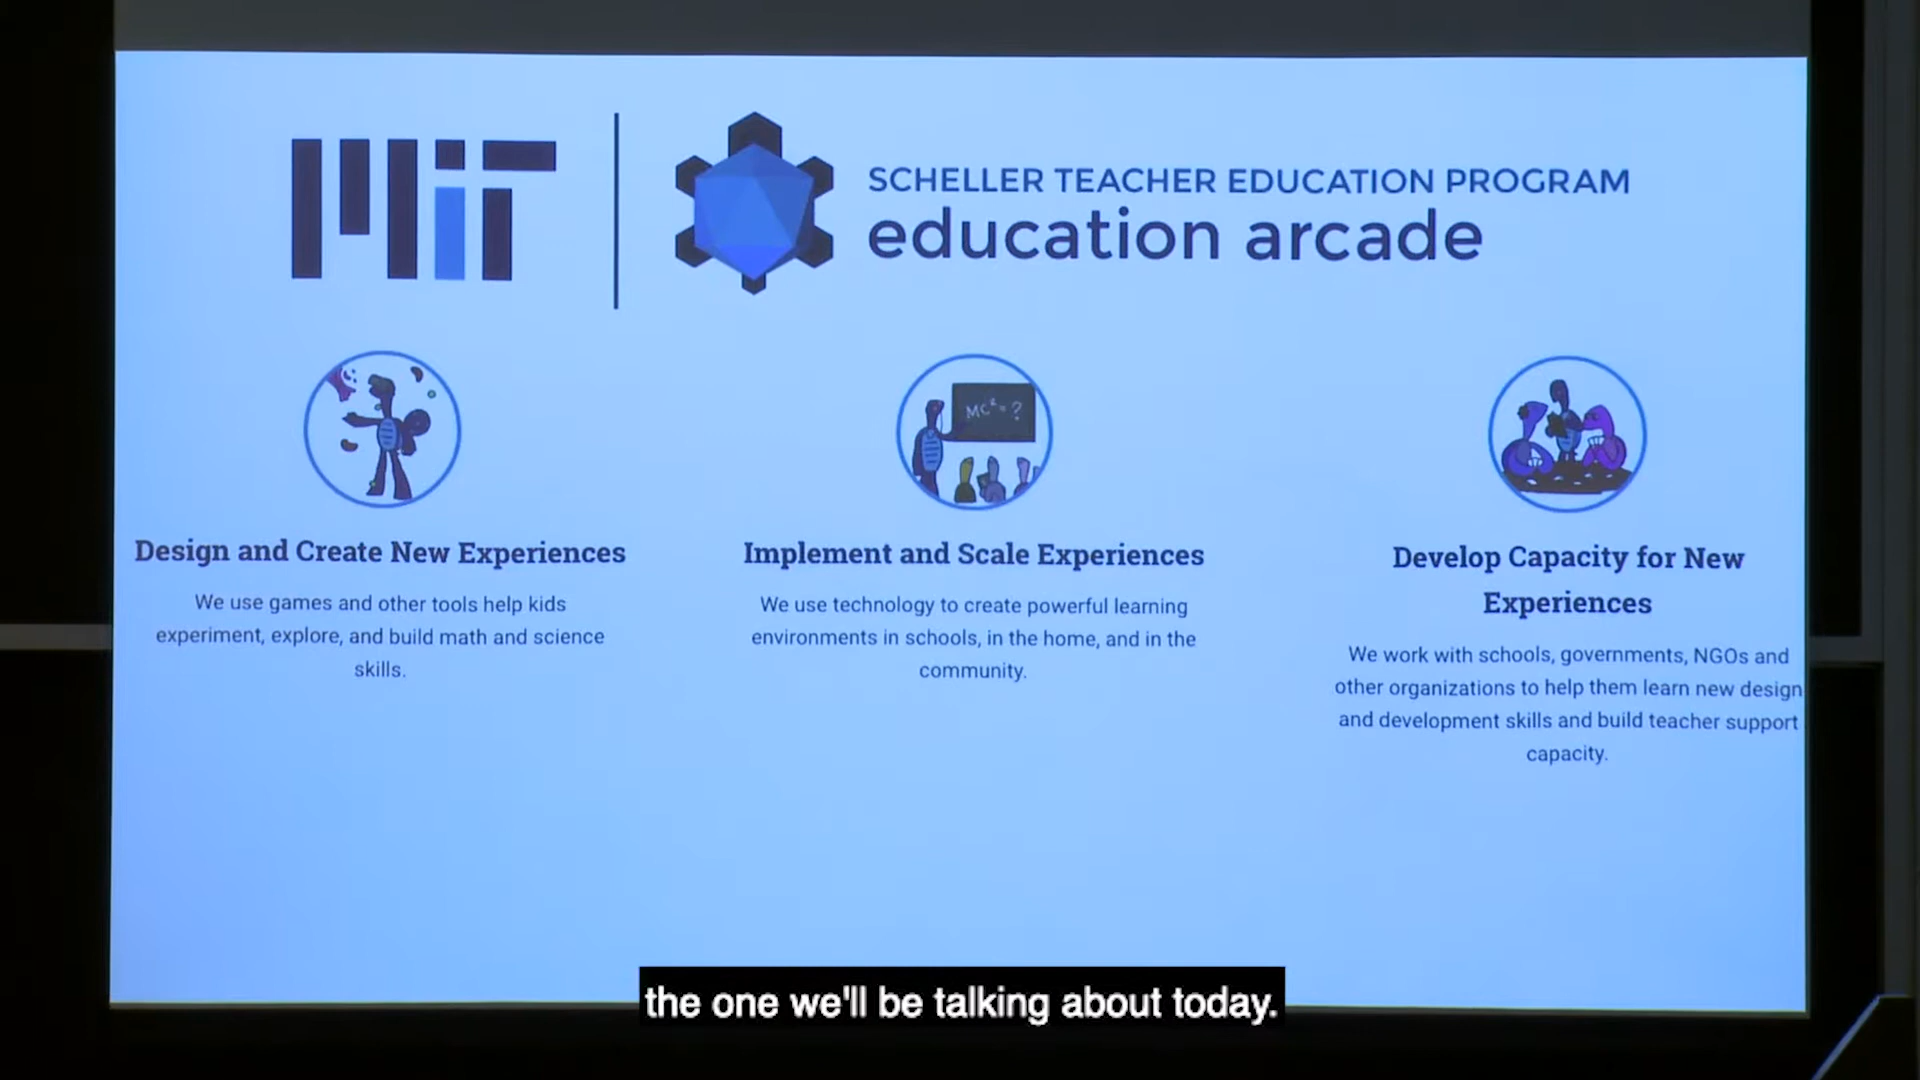 MIT
SCHELLER TEACHER EDUCATION PROGRAM
education arcade
MC²=?
Design and Create New Experiences
We use games and other tools help kids
experiment, explore, and build math and science
skills.
Implement and Scale Experiences
We use technology to create powerful learning
environments in schools, in the home, and in the
community.
Develop Capacity for New
Experiences
We work with schools, governments, NGOs and
other organizations to help them learn new design
and development skills and build teacher support
capacity.
the one we'll be talking about today.